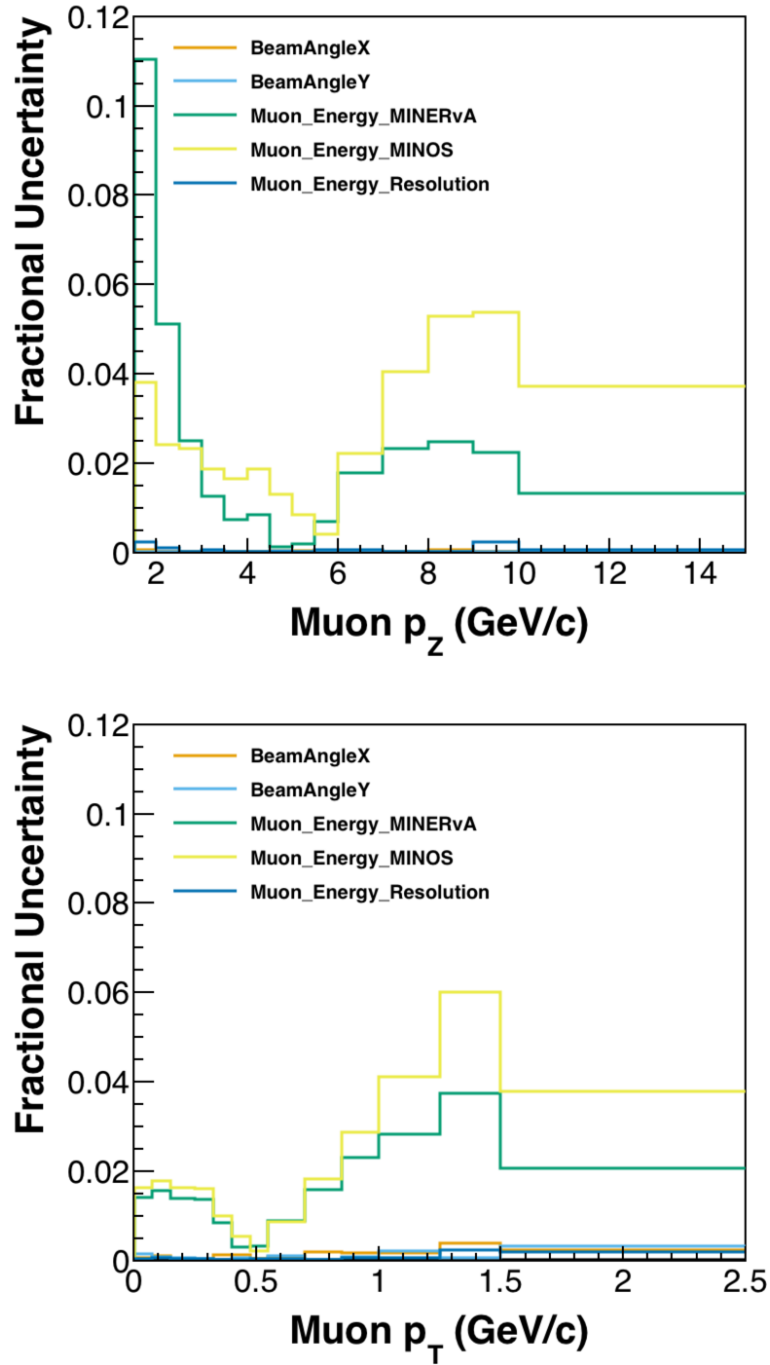 0.12
0.1
0.08
0.06
0.04
0.02
0
Fractional Uncertainty
BeamAngleX
BeamAngleY
Muon_Energy_MINERvA
Muon_Energy_MINOS
Muon_Energy_Resolution
2 4 6 8 10 12 14
Muon pZ (GeV/c)
0.12
0.1
0.08
0.06
0.04
0.02
0
Fractional Uncertainty
BeamAngleX
BeamAngleY
Muon_Energy_MINERvA
Muon_Energy_MINOS
Muon_Energy_Resolution
0 0.5 1 1.5 2 2.5
Muon pT (GeV/c)